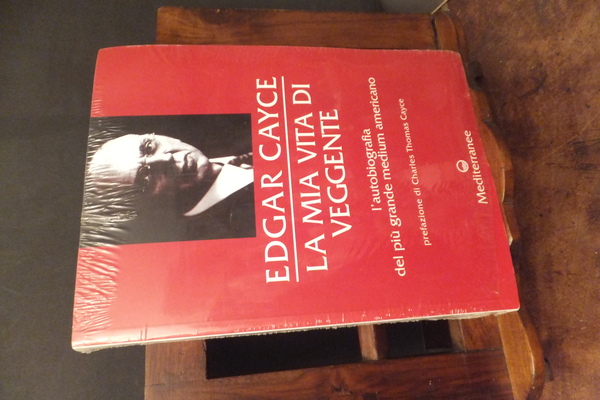 EDGAR CAYCE
LA MIA VITA DI
VEGGENTE
l'autobiografia
del più grande medium americano
prefazione di Charles Thomas Cayce
Mediterranee